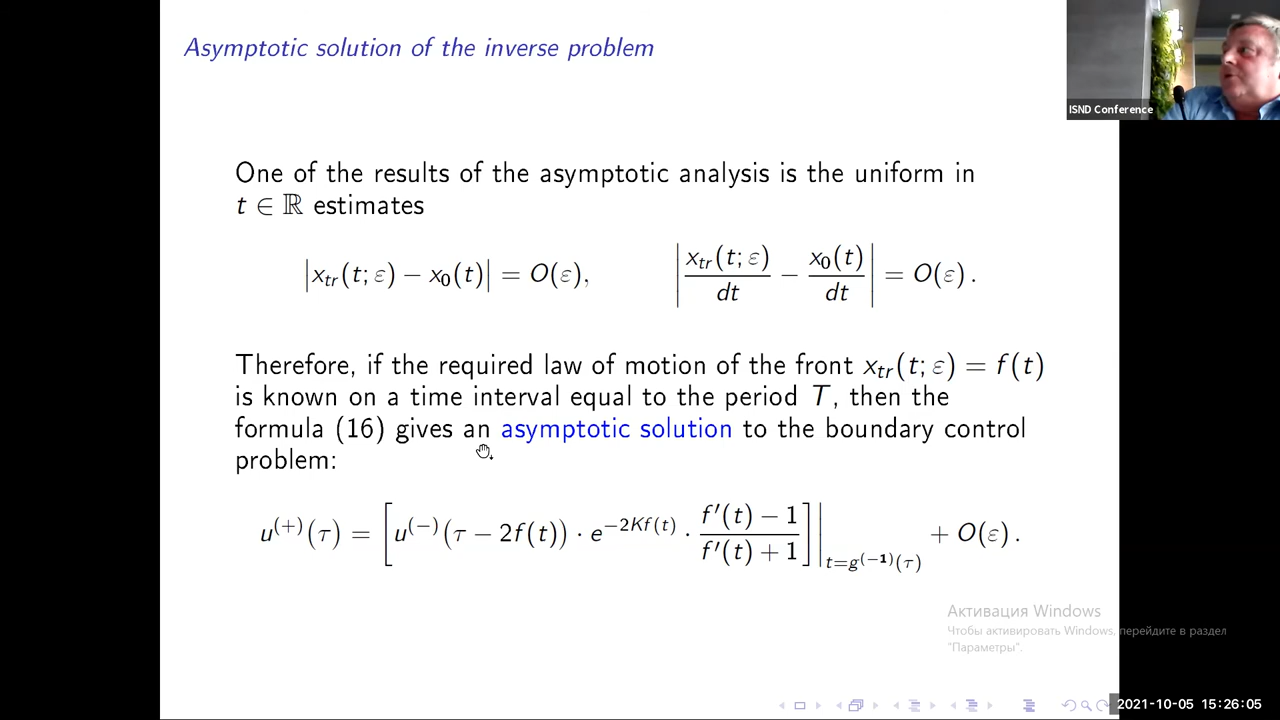 Asymptotic solution of the inverse problem
ISND Conference
One of the results of the asymptotic analysis is the uniform in
t ∈ ℝ estimates
|x_tr(t; ε) − x_0(t)| = O(ε), |x_tr(t; ε)/dt − x_0(t)/dt| = O(ε).
Therefore, if the required law of motion of the front x_tr(t; ε) = f(t)
is known on a time interval equal to the period T, then the
formula (16) gives an asymptotic solution to the boundary control
problem:
u^(+)(τ) = [u^(−)(τ − 2f(t)) · e^{−2Kf(t)} · (f′(t) − 1)/(f′(t) + 1)]|_{t=g^(−1)(τ)} + O(ε).
Активация Windows
Чтобы активировать Windows, перейдите в раздел
"Параметры".
2021-10-05 15:26:05